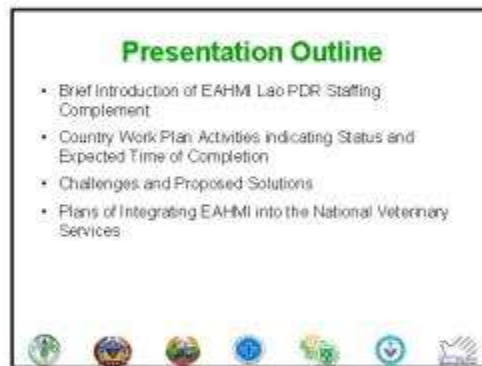 Presentation Outline
• Brief Introduction of EAHMI Lao PDR Staffing
Complement
• Country Work Plan Activities indicating Status and
Expected Time of Completion
• Challenges and Proposed Solutions
• Plans of Integrating EAHMI into the National Veterinary
Services